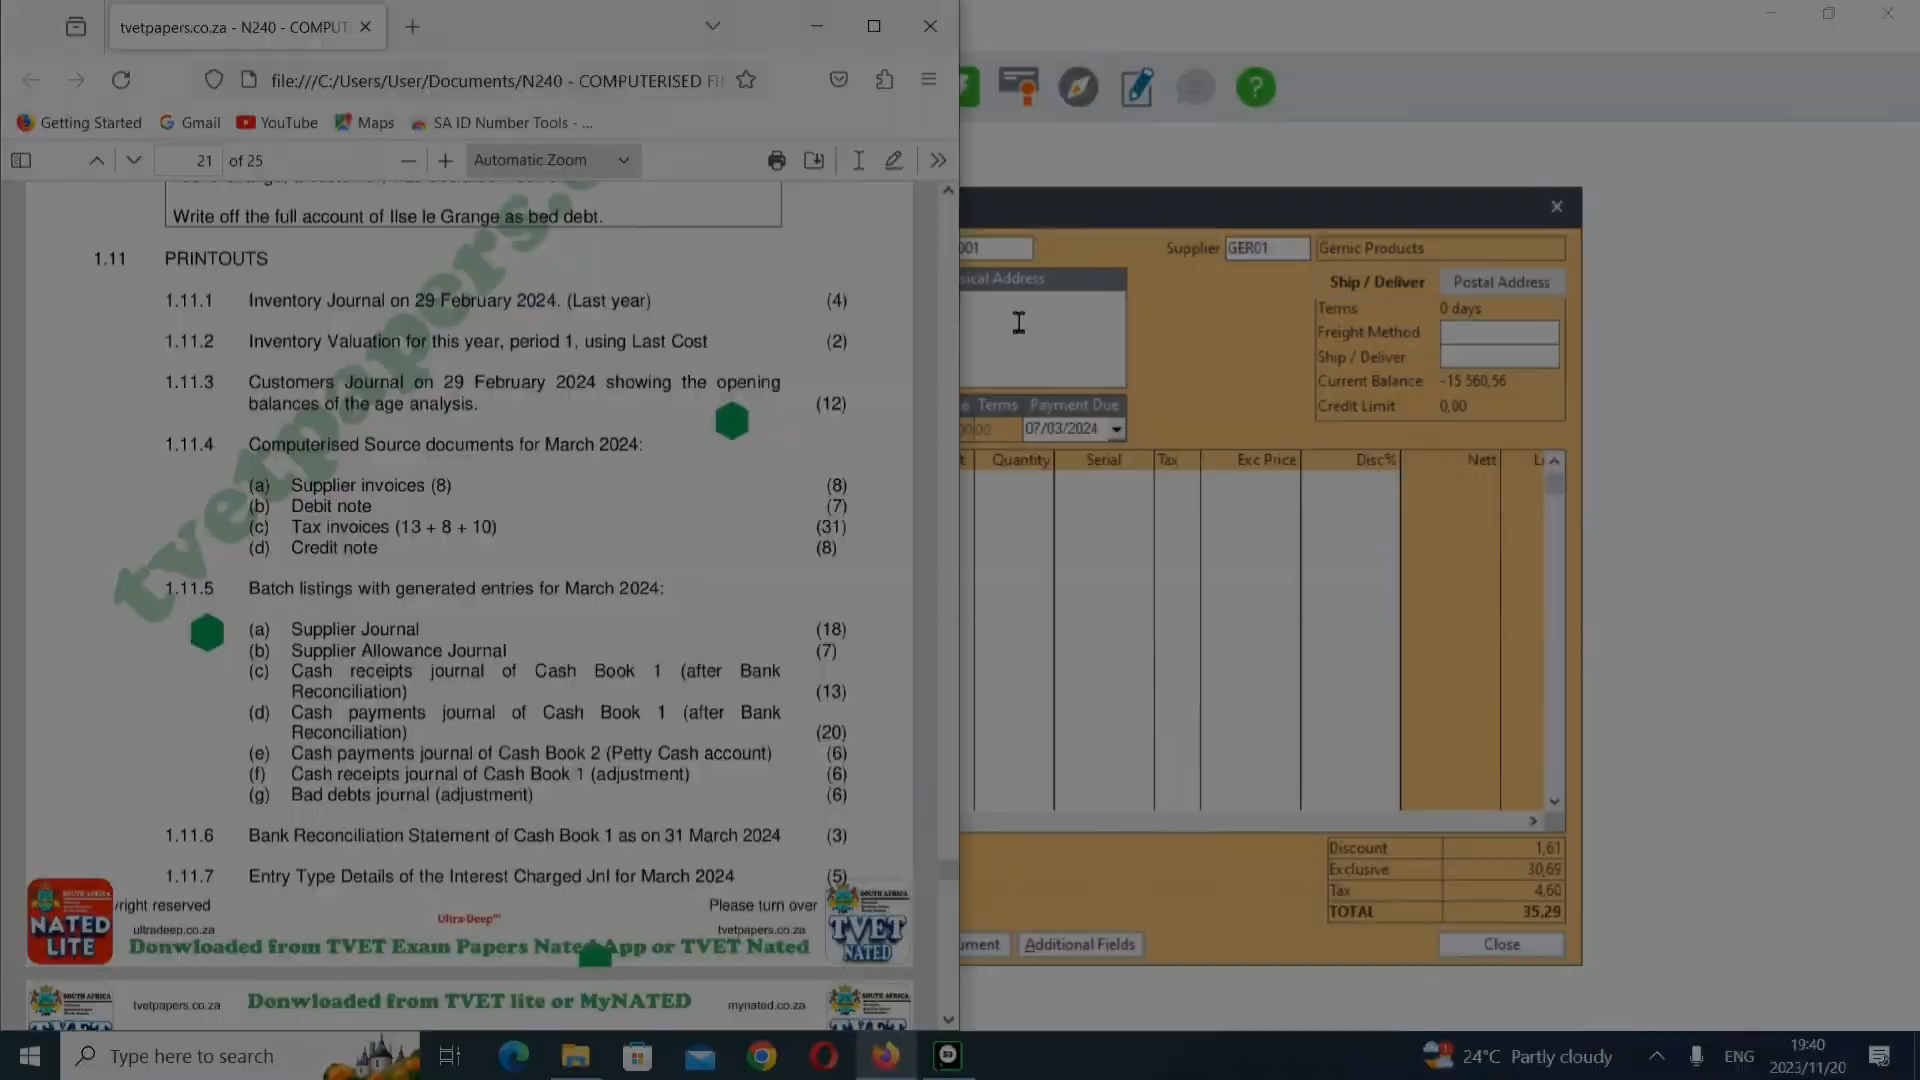 tvetpapers.co.za - N240 - COMPUT
file:///C:/Users/User/Documents/N240 - COMPUTERISED FI
Getting Started
Gmail
YouTube
Maps
SA ID Number Tools - ...
21 of 25
Automatic Zoom
Write off the full account of Ilse le Grange as bed debt.
1.11 PRINTOUTS
1.11.1 Inventory Journal on 29 February 2024. (Last year) (4)
1.11.2 Inventory Valuation for this year, period 1, using Last Cost (2)
1.11.3 Customers Journal on 29 February 2024 showing the opening
balances of the age analysis. (12)
1.11.4 Computerised Source documents for March 2024:
(a) Supplier invoices (8) (8)
(b) Debit note (7)
(c) Tax invoices (13 + 8 + 10) (31)
(d) Credit note (8)
1.11.5 Batch listings with generated entries for March 2024:
(a) Supplier Journal (18)
(b) Supplier Allowance Journal (7)
(c) Cash receipts journal of Cash Book 1 (after Bank
Reconciliation) (13)
(d) Cash payments journal of Cash Book 1 (after Bank
Reconciliation) (20)
(e) Cash payments journal of Cash Book 2 (Petty Cash account) (6)
(f) Cash receipts journal of Cash Book 1 (adjustment) (6)
(g) Bad debts journal (adjustment) (6)
1.11.6 Bank Reconciliation Statement of Cash Book 1 as on 31 March 2024 (3)
1.11.7 Entry Type Details of the Interest Charged Jnl for March 2024 (5)
yright reserved
Please turn over
Ultra-Deep
ultradeep.co.za
tvetpapers.co.za
Donwloaded from TVET Exam Papers Nated App or TVET Nated
SOUTH AFRICA
NATED
LITE
SOUTH AFRICA
TVET
NATED
tvetpapers.co.za
Donwloaded from TVET lite or MyNATED
mynated.co.za
tvetpapers.c
001
Supplier GER01 Gernic Products
sical Address
Ship / Deliver Postal Address
Terms 0 days
Freight Method
Ship / Deliver
Current Balance -15 560,56
Credit Limit 0,00
Terms Payment Due
07/03/2024
Quantity Serial Tax Exc Price Disc% Nett
Discount 1,61
Exclusive 30,69
Tax 4,60
TOTAL 35,29
ument
Additional Fields
Close
Type here to search
24°C Partly cloudy
ENG
19:40
2023/11/20